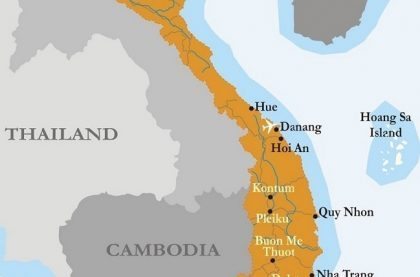 Hue
Danang
Hoi An
Hoang Sa
Island
THAILAND
Kontum
Pleiku
Quy Nhon
CAMBODIA
Buon Me
Thuot
Nha Trang